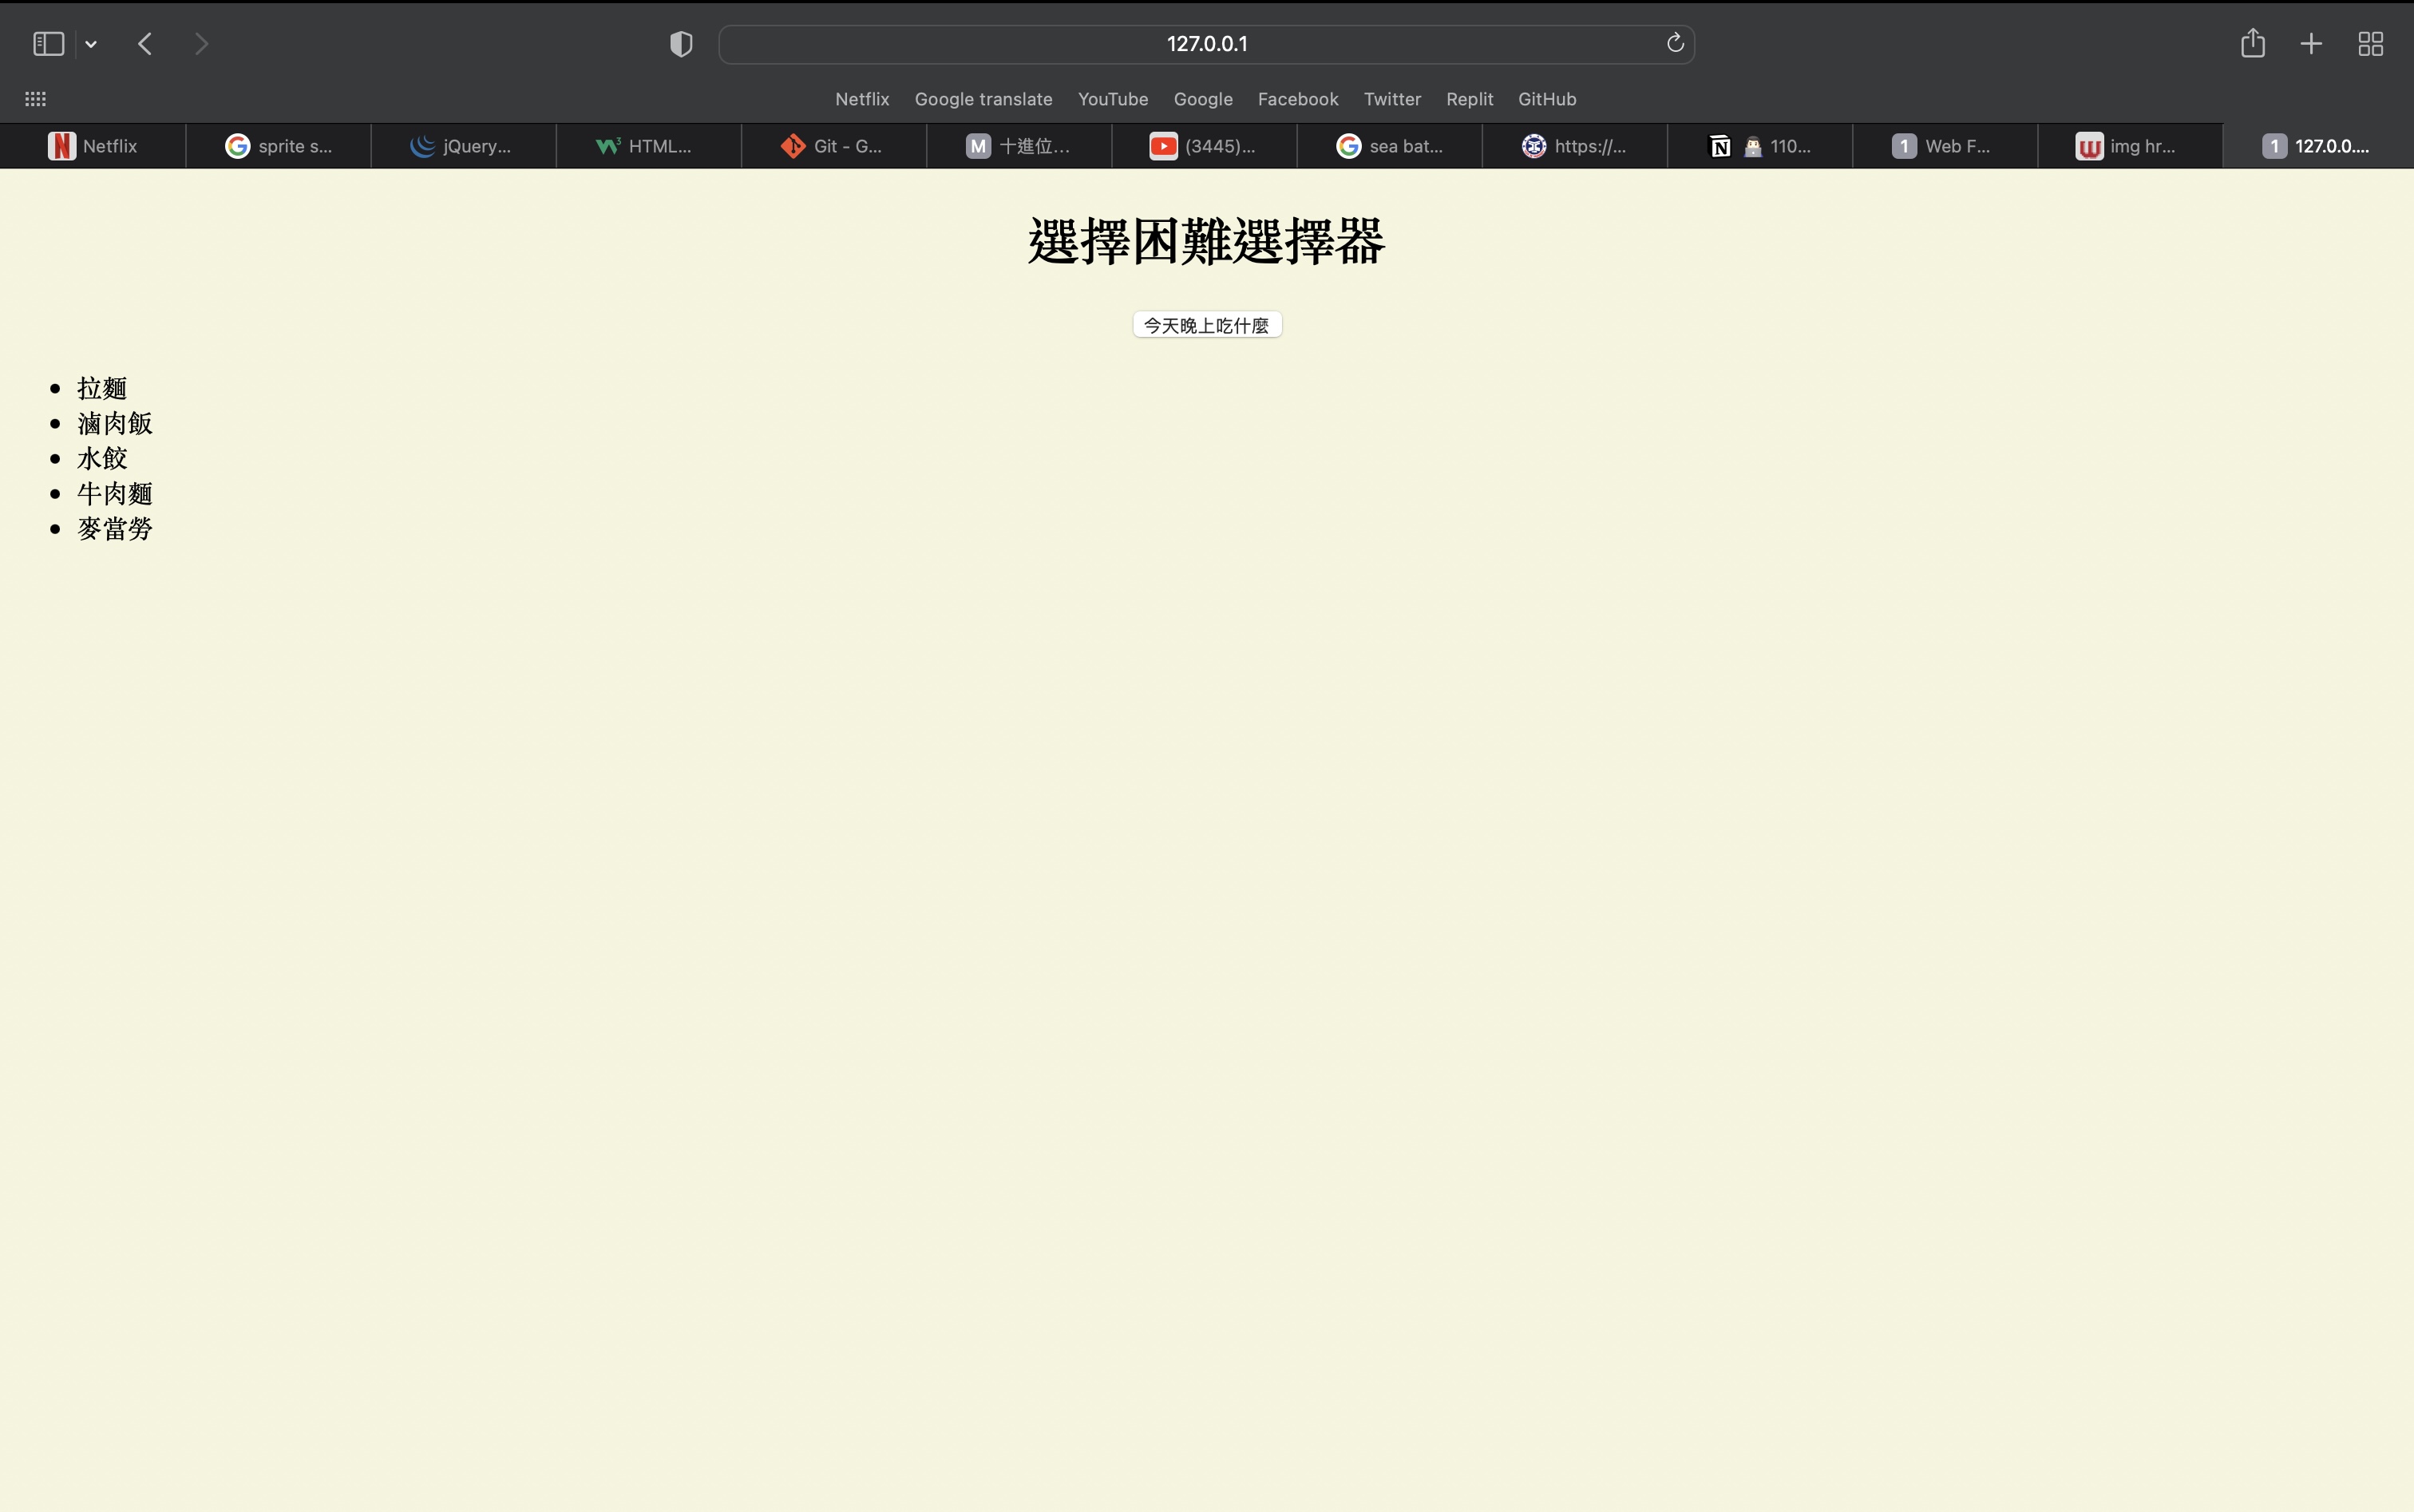 127.0.0.1
Netflix Google translate YouTube Google Facebook Twitter Replit GitHub
Netflix sprite s... jQuery... HTML... Git - G... M 十進位... (3445)... sea bat... https://... 110... 1 Web F... img hr... 1 127.0.0....
選擇困難選擇器
今天晚上吃什麼
拉麵
滷肉飯
水餃
牛肉麵
麥當勞